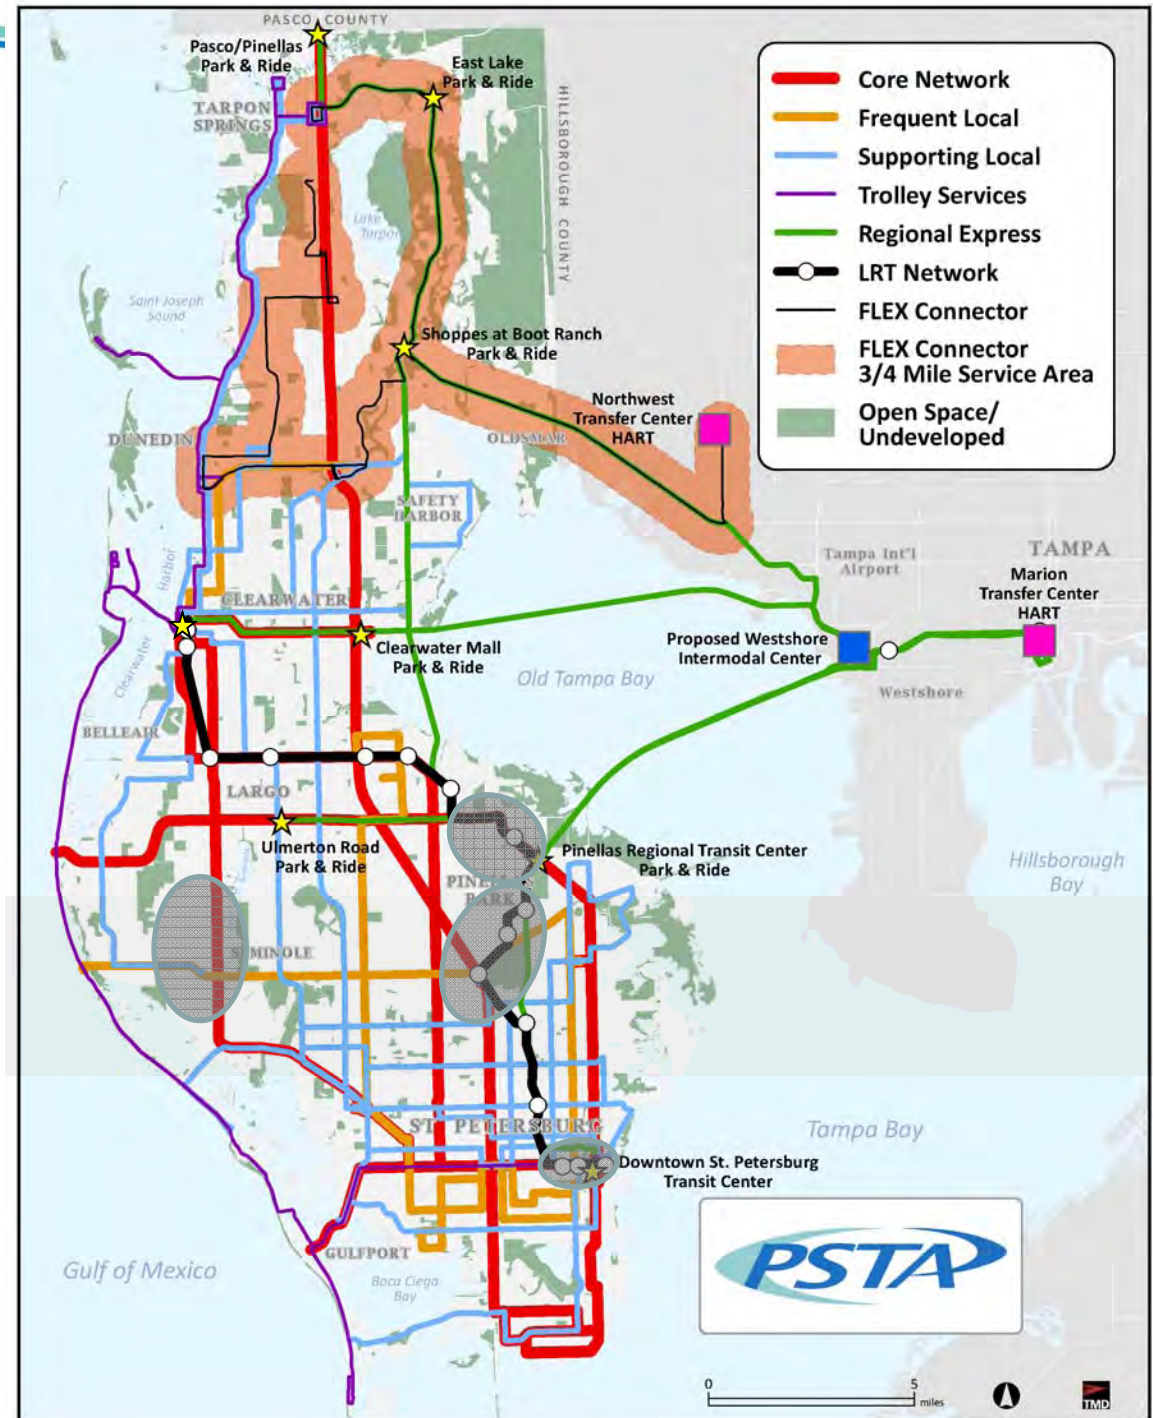 PASCO COUNTY
Pasco/Pinellas
Park & Ride
East Lake
Park & Ride
TARPON
SPRINGS
HILLSBOROUGH COUNTY
Lake
Tarpon
Saint Joseph
Sound
Shoppes at Boot Ranch
Park & Ride
Northwest
Transfer Center
HART
DUNEDIN
OLDSMAR
SAFETY
HARBOR
Core Network
Frequent Local
Supporting Local
Trolley Services
Regional Express
LRT Network
FLEX Connector
FLEX Connector
3/4 Mile Service Area
Open Space/
Undeveloped
Tampa Int'l
Airport
TAMPA
Marion
Transfer Center
HART
Harbor
CLEARWATER
Clearwater
Clearwater Mall
Park & Ride
Proposed Westshore
Intermodal Center
Old Tampa Bay
Westshore
BELLEAIR
LARGO
Ulmerton Road
Park & Ride
Pinellas Regional Transit Center
Park & Ride
PINELLAS
PARK
Hillsborough
Bay
SEMINOLE
ST PETERSBURG
Tampa Bay
Downtown St. Petersburg
Transit Center
GULFPORT
Gulf of Mexico
Boca Ciega
Bay
PSTA
0 5
miles
TMD